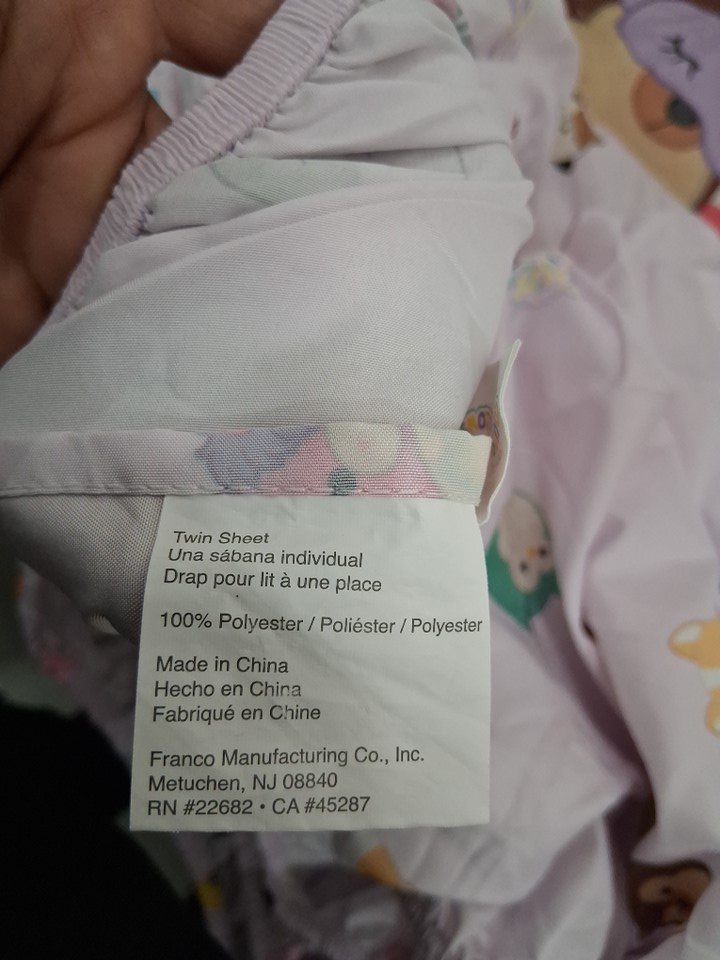 Twin Sheet
Una sábana individual
Drap pour lit à une place
100% Polyester / Poliéster / Polyester
Made in China
Hecho en China
Fabriqué en Chine
Franco Manufacturing Co., Inc.
Metuchen, NJ 08840
RN #22682 • CA #45287